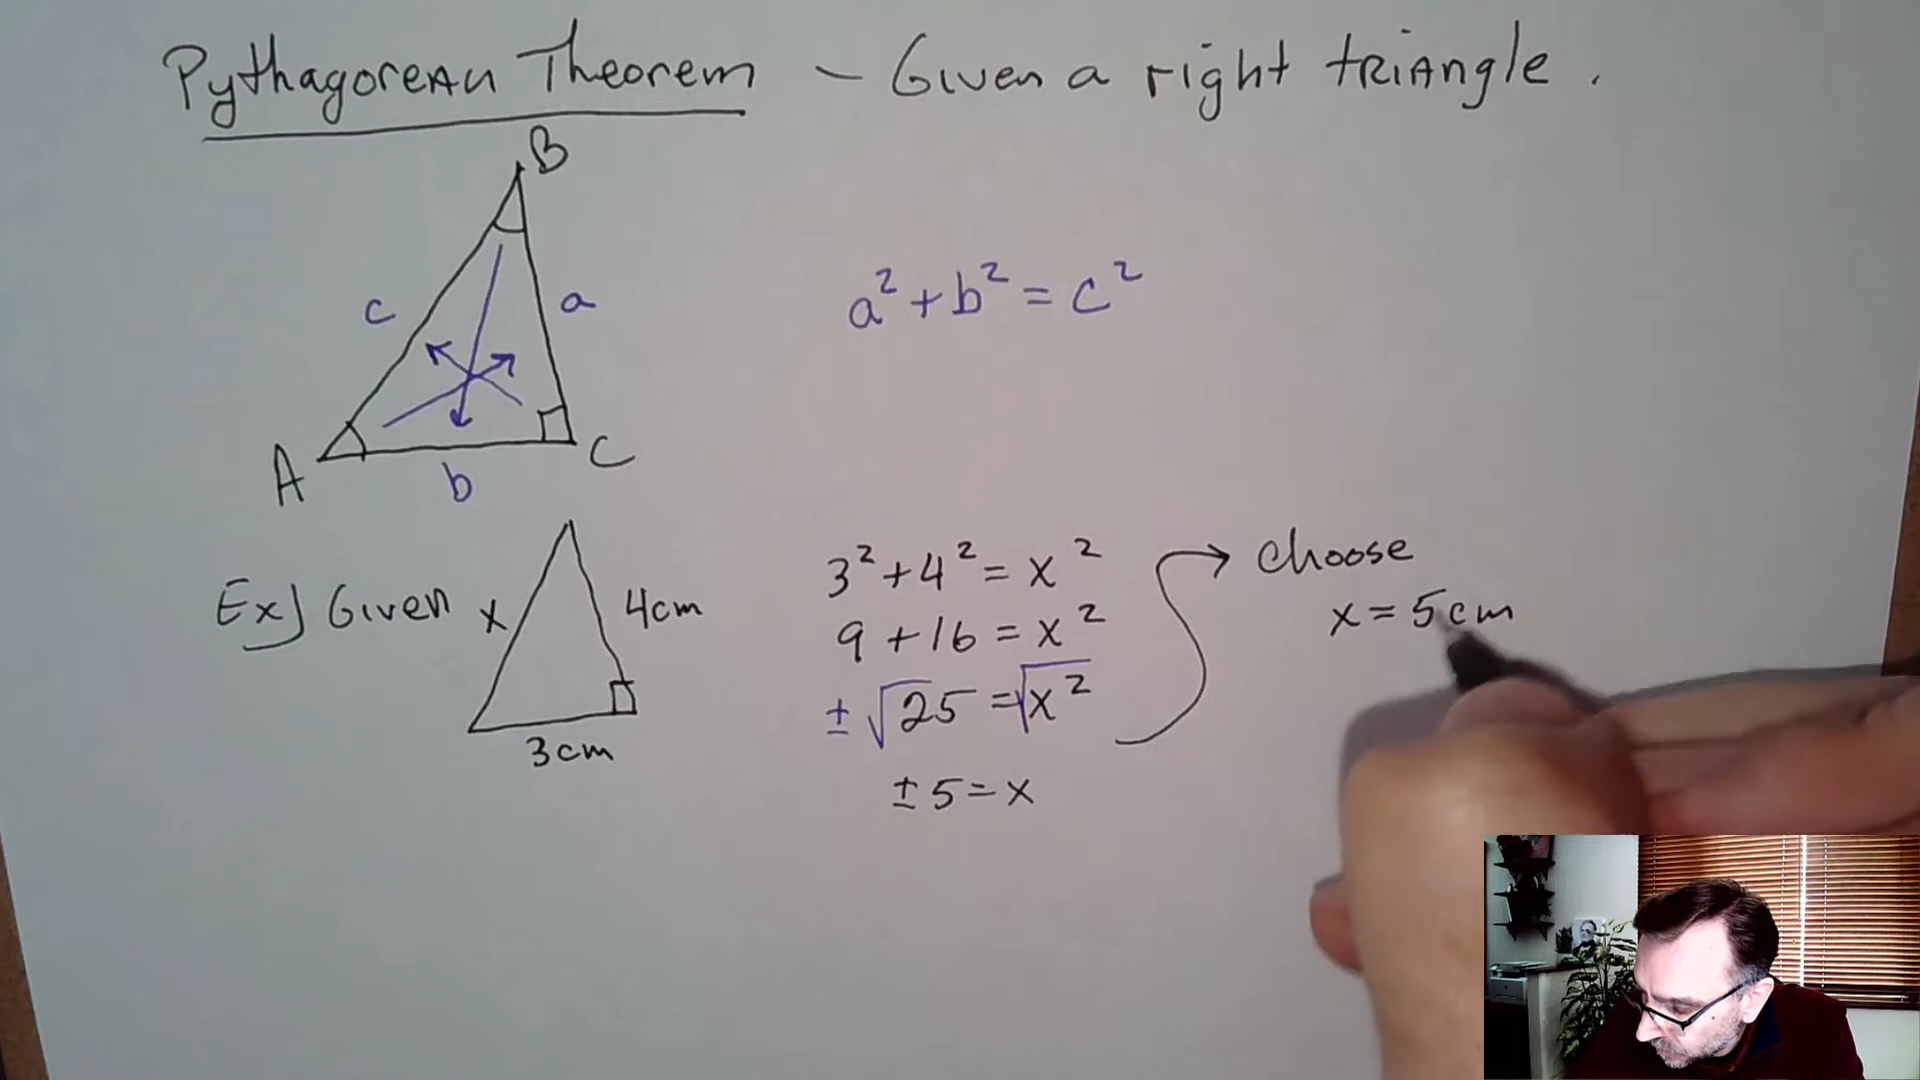 Pythagorean Theorem – Given a right triangle.
B
c
a
A
b
C
a² + b² = c²
Ex] Given
x
4cm
3cm
3² + 4² = x²
9 + 16 = x²
± √25 = √x²
± 5 = x
choose
x = 5cm